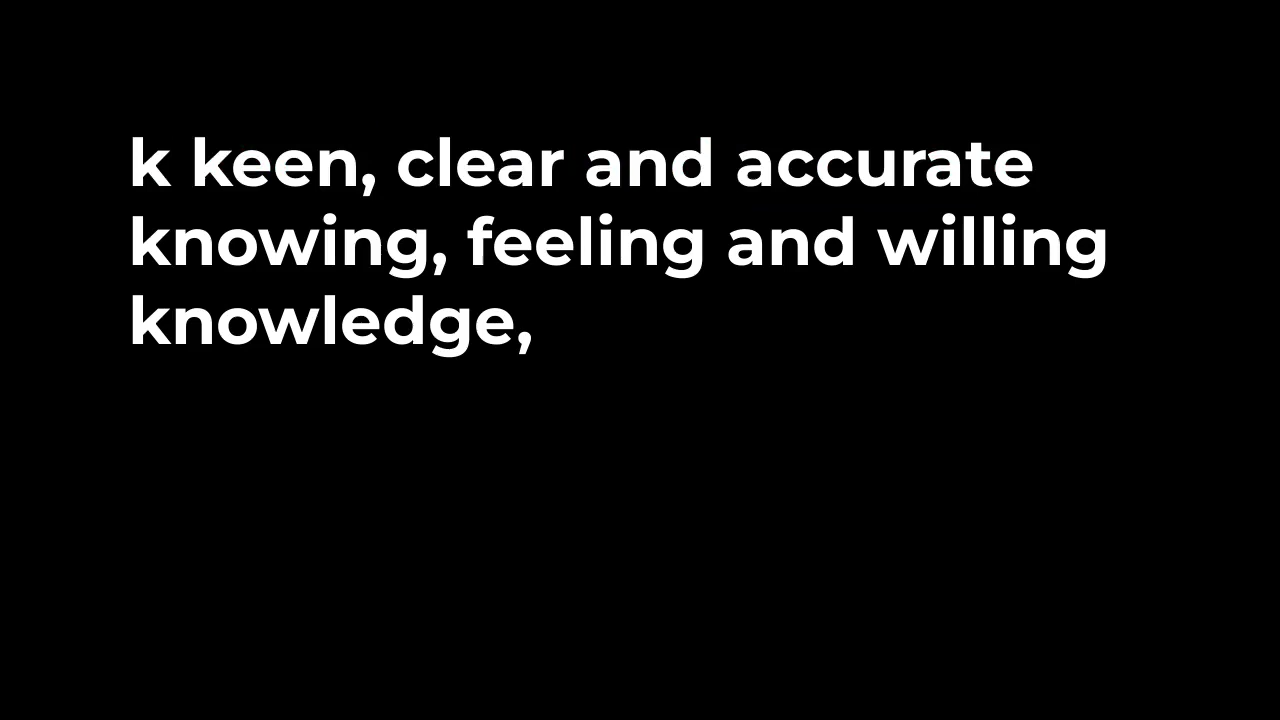 k keen, clear and accurate
knowing, feeling and willing
knowledge,